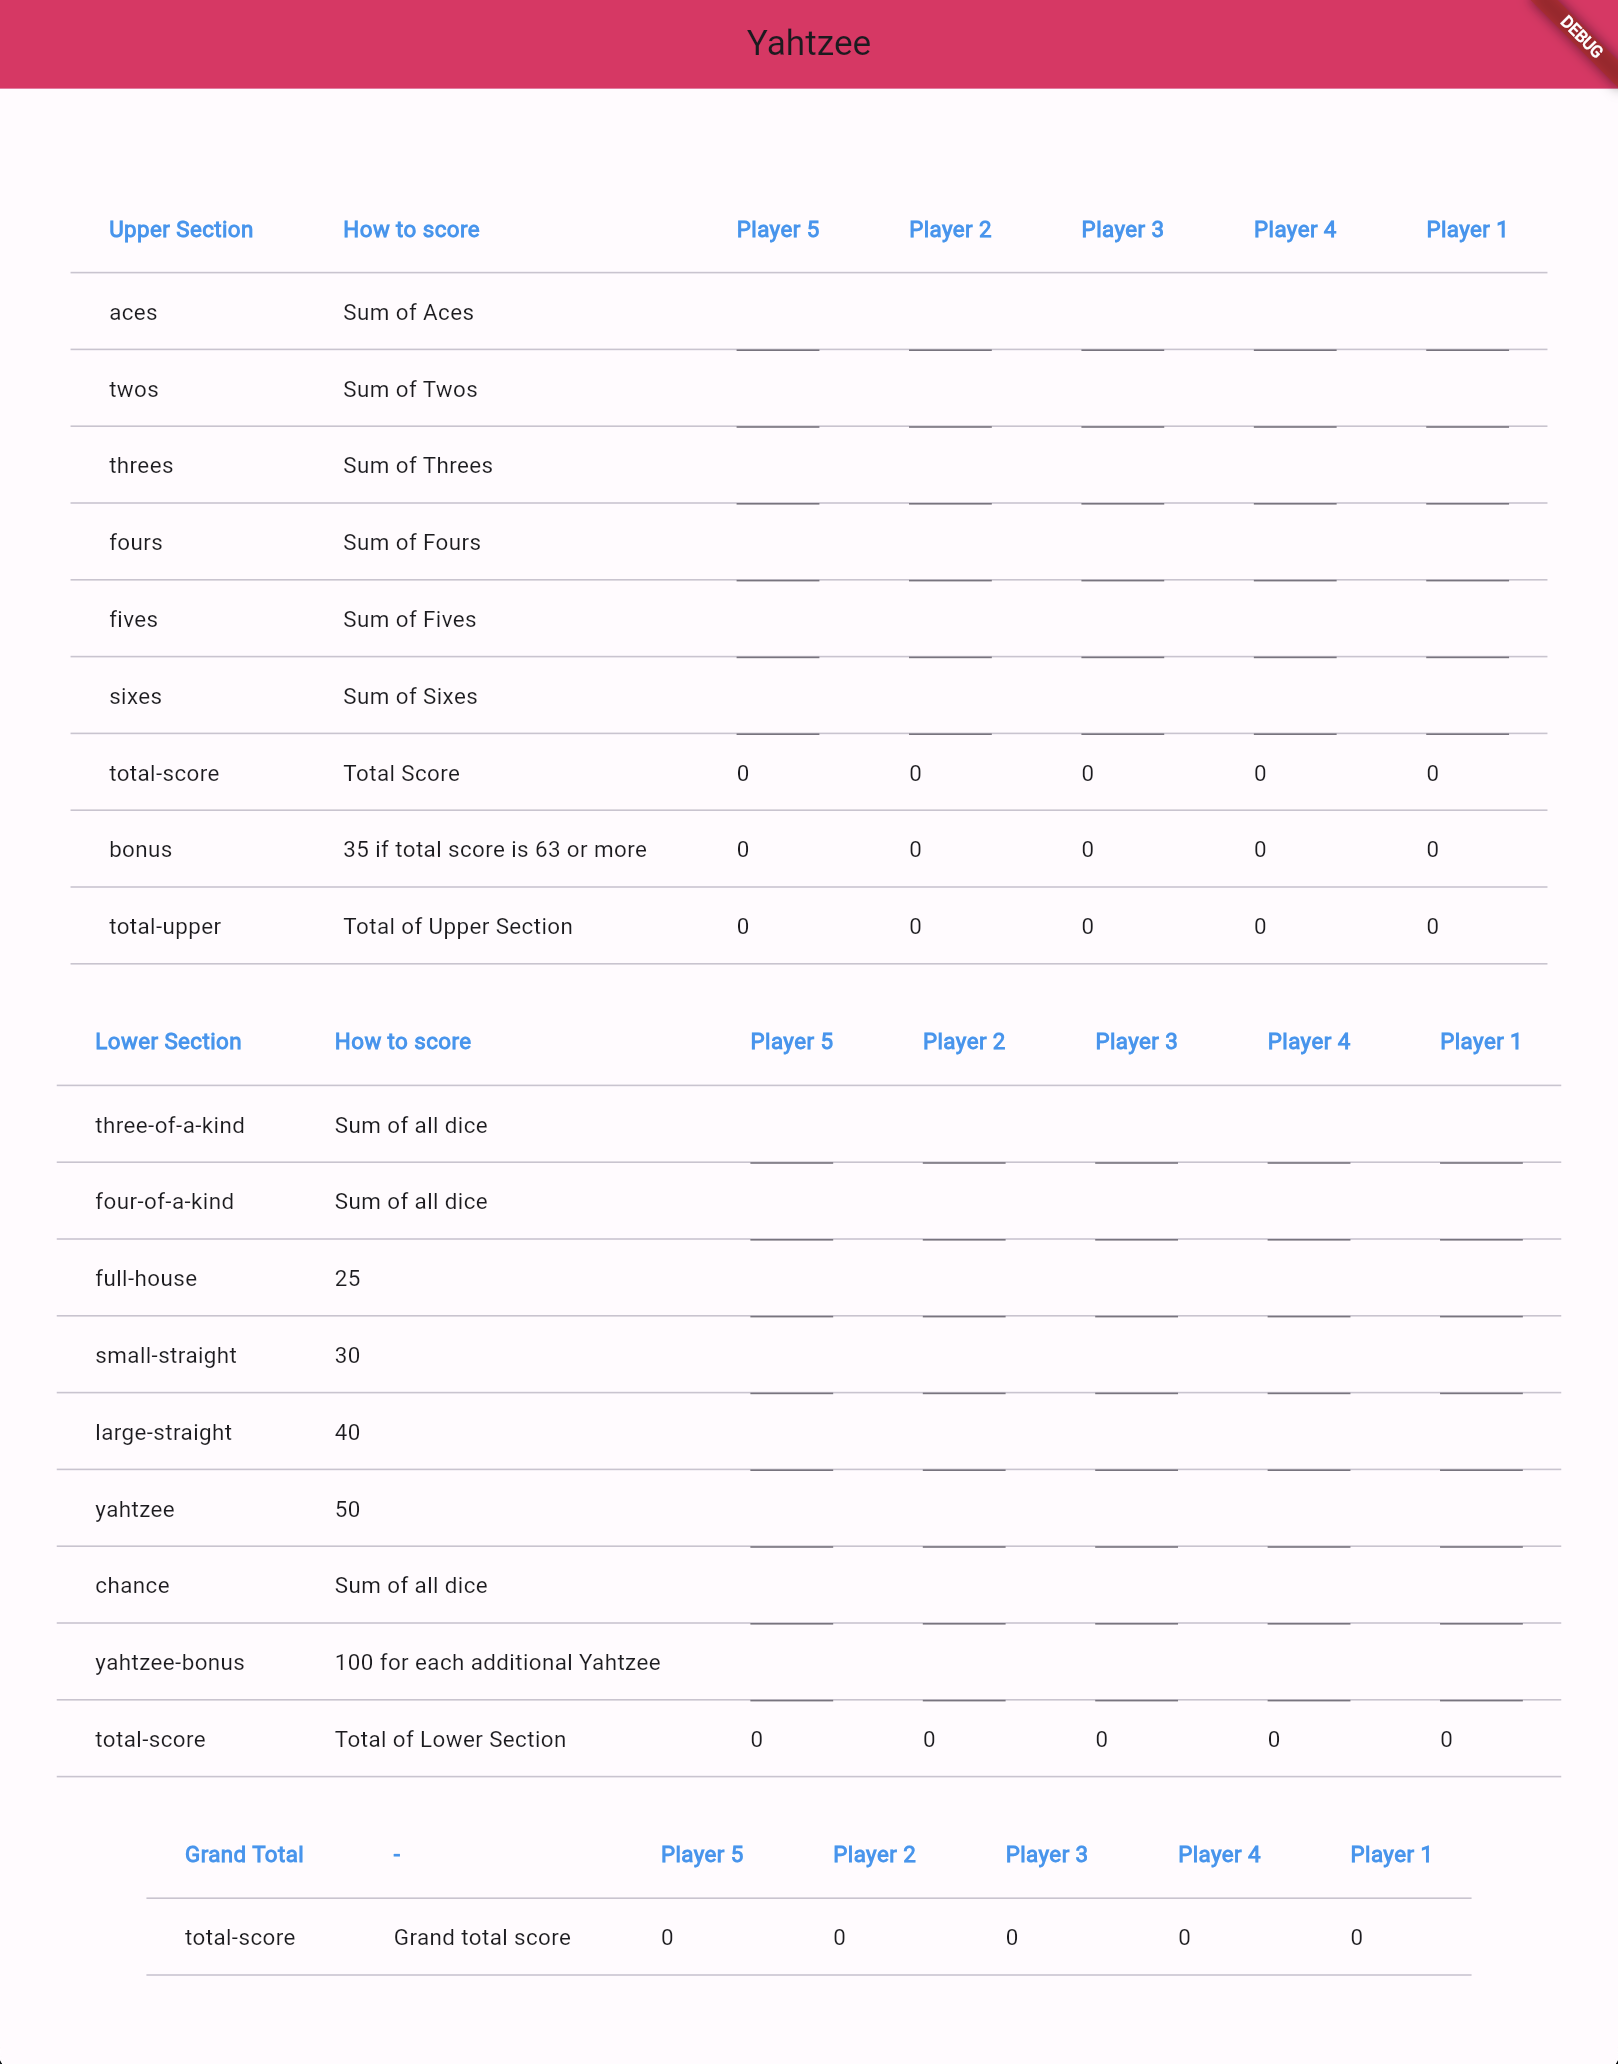 Yahtzee
DEBUG
Upper Section How to score Player 5 Player 2 Player 3 Player 4 Player 1
aces Sum of Aces
twos Sum of Twos
threes Sum of Threes
fours Sum of Fours
fives Sum of Fives
sixes Sum of Sixes
total-score Total Score 0 0 0 0 0
bonus 35 if total score is 63 or more 0 0 0 0 0
total-upper Total of Upper Section 0 0 0 0 0
Lower Section How to score Player 5 Player 2 Player 3 Player 4 Player 1
three-of-a-kind Sum of all dice
four-of-a-kind Sum of all dice
full-house 25
small-straight 30
large-straight 40
yahtzee 50
chance Sum of all dice
yahtzee-bonus 100 for each additional Yahtzee
total-score Total of Lower Section 0 0 0 0 0
Grand Total - Player 5 Player 2 Player 3 Player 4 Player 1
total-score Grand total score 0 0 0 0 0